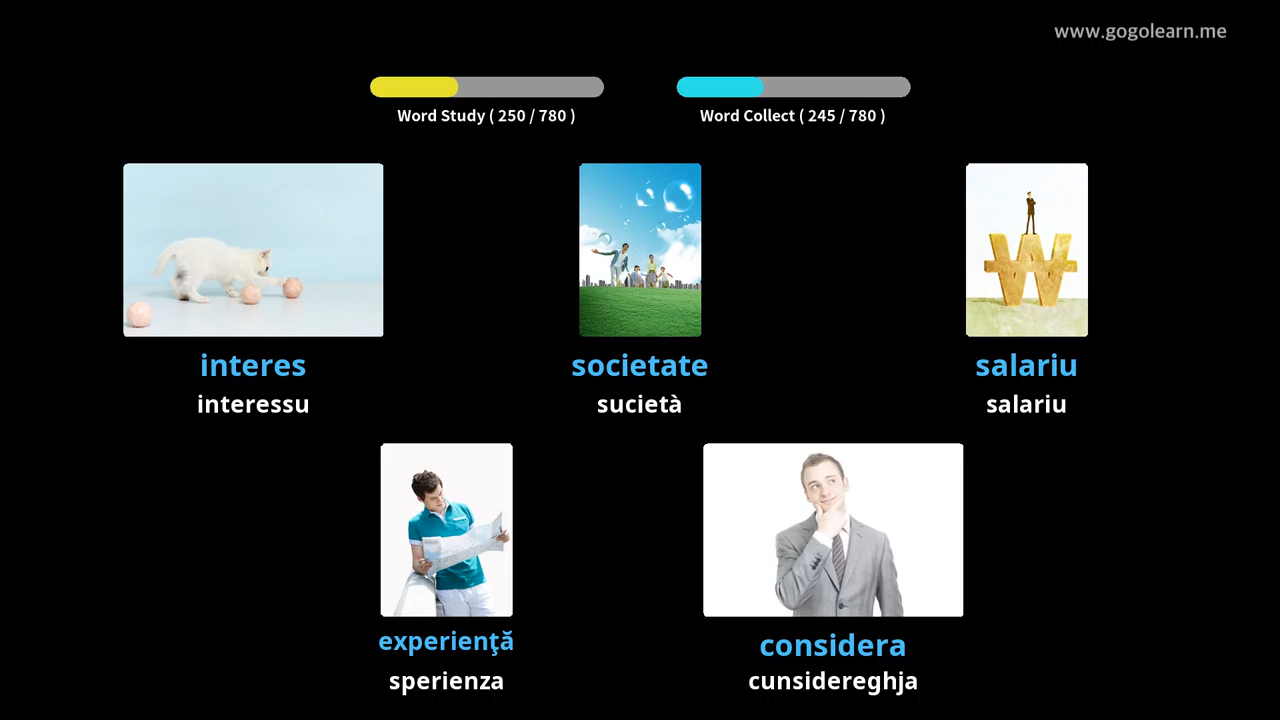 www.gogolearn.me
Word Study ( 250 / 780 )
Word Collect ( 245 / 780 )
interes
interessu
societate
sucietà
salariu
salariu
experienţă
sperienza
considera
cunsidereghja